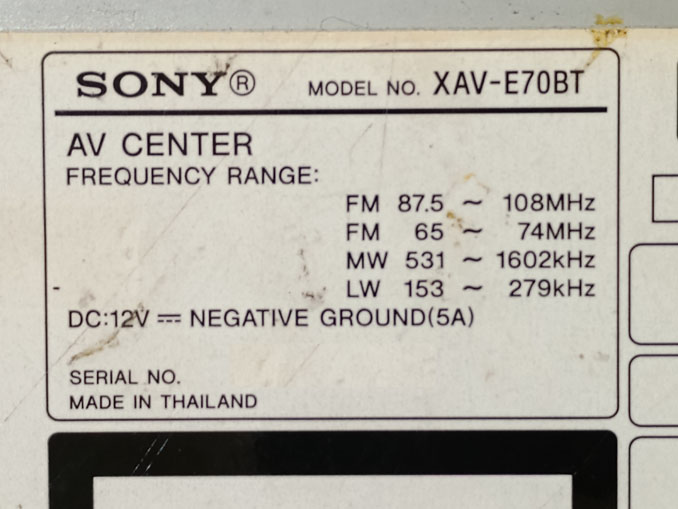 SONY® MODEL NO. XAV-E70BT
AV CENTER
FREQUENCY RANGE:
FM 87.5 ~ 108MHz
FM 65 ~ 74MHz
MW 531 ~ 1602kHz
LW 153 ~ 279kHz
DC:12V ⎓ NEGATIVE GROUND(5A)
SERIAL NO.
MADE IN THAILAND